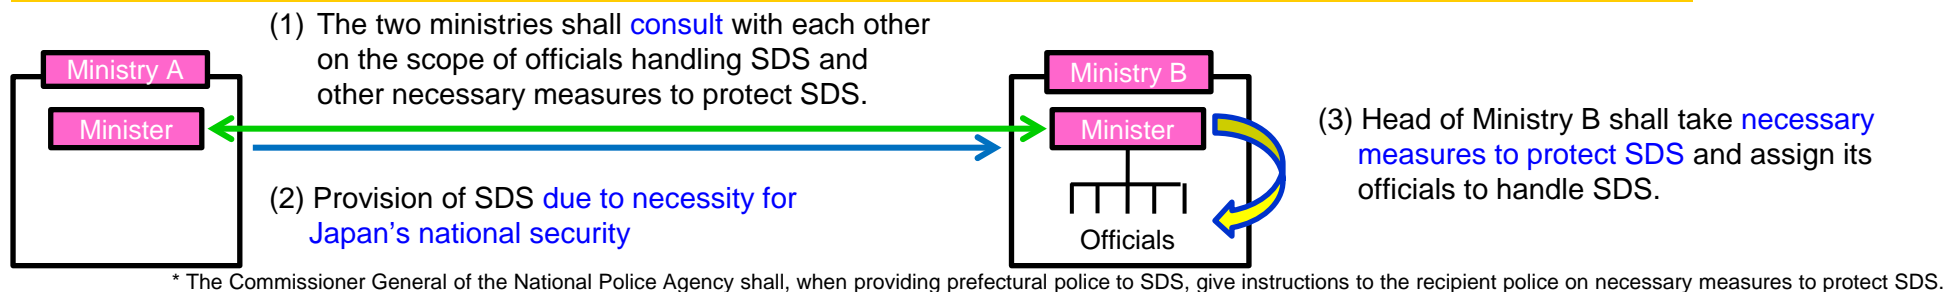 (1) The two ministries shall consult with each other
on the scope of officials handling SDS and
other necessary measures to protect SDS.
Ministry A
Minister
Ministry B
Minister
Officials
(2) Provision of SDS due to necessity for
Japan's national security
(3) Head of Ministry B shall take necessary
measures to protect SDS and assign its
officials to handle SDS.
* The Commissioner General of the National Police Agency shall, when providing prefectural police to SDS, give instructions to the recipient police on necessary measures to protect SDS.